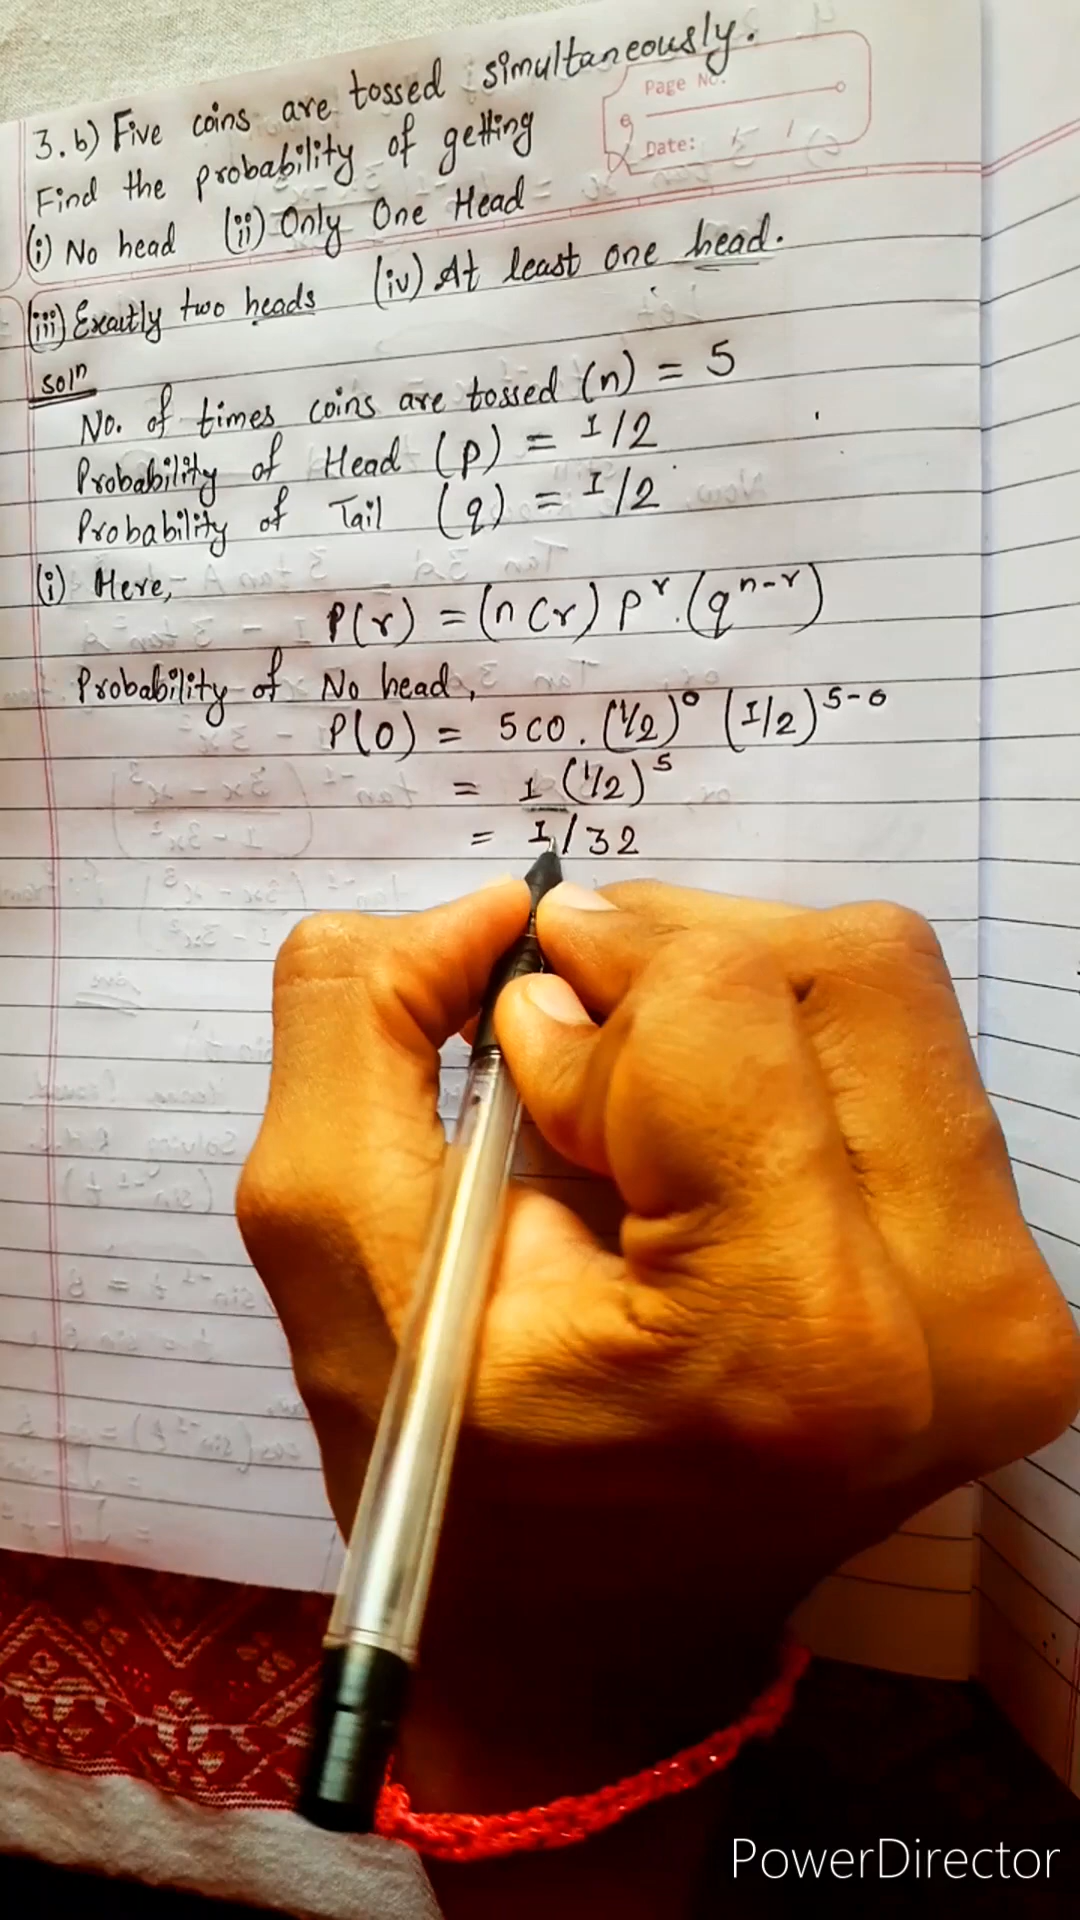 3. b) Five coins are tossed simultaneously.
Find the probability of getting
(i) No head (ii) Only One Head
(iii) Exactly two heads (iv) At least one head.
Page No.
Date:
Soln
No. of times coins are tossed (n) = 5
Probability of Head (p) = 1/2
Probability of Tail (q) = 1/2
(i) Here,
P(r) = (nCr) p^r.(q^n-r)
Probability of No head,
P(0) = 5C0. (1/2)^0 (1/2)^5-0
= 1 (1/2)^5
= 1/32
PowerDirector